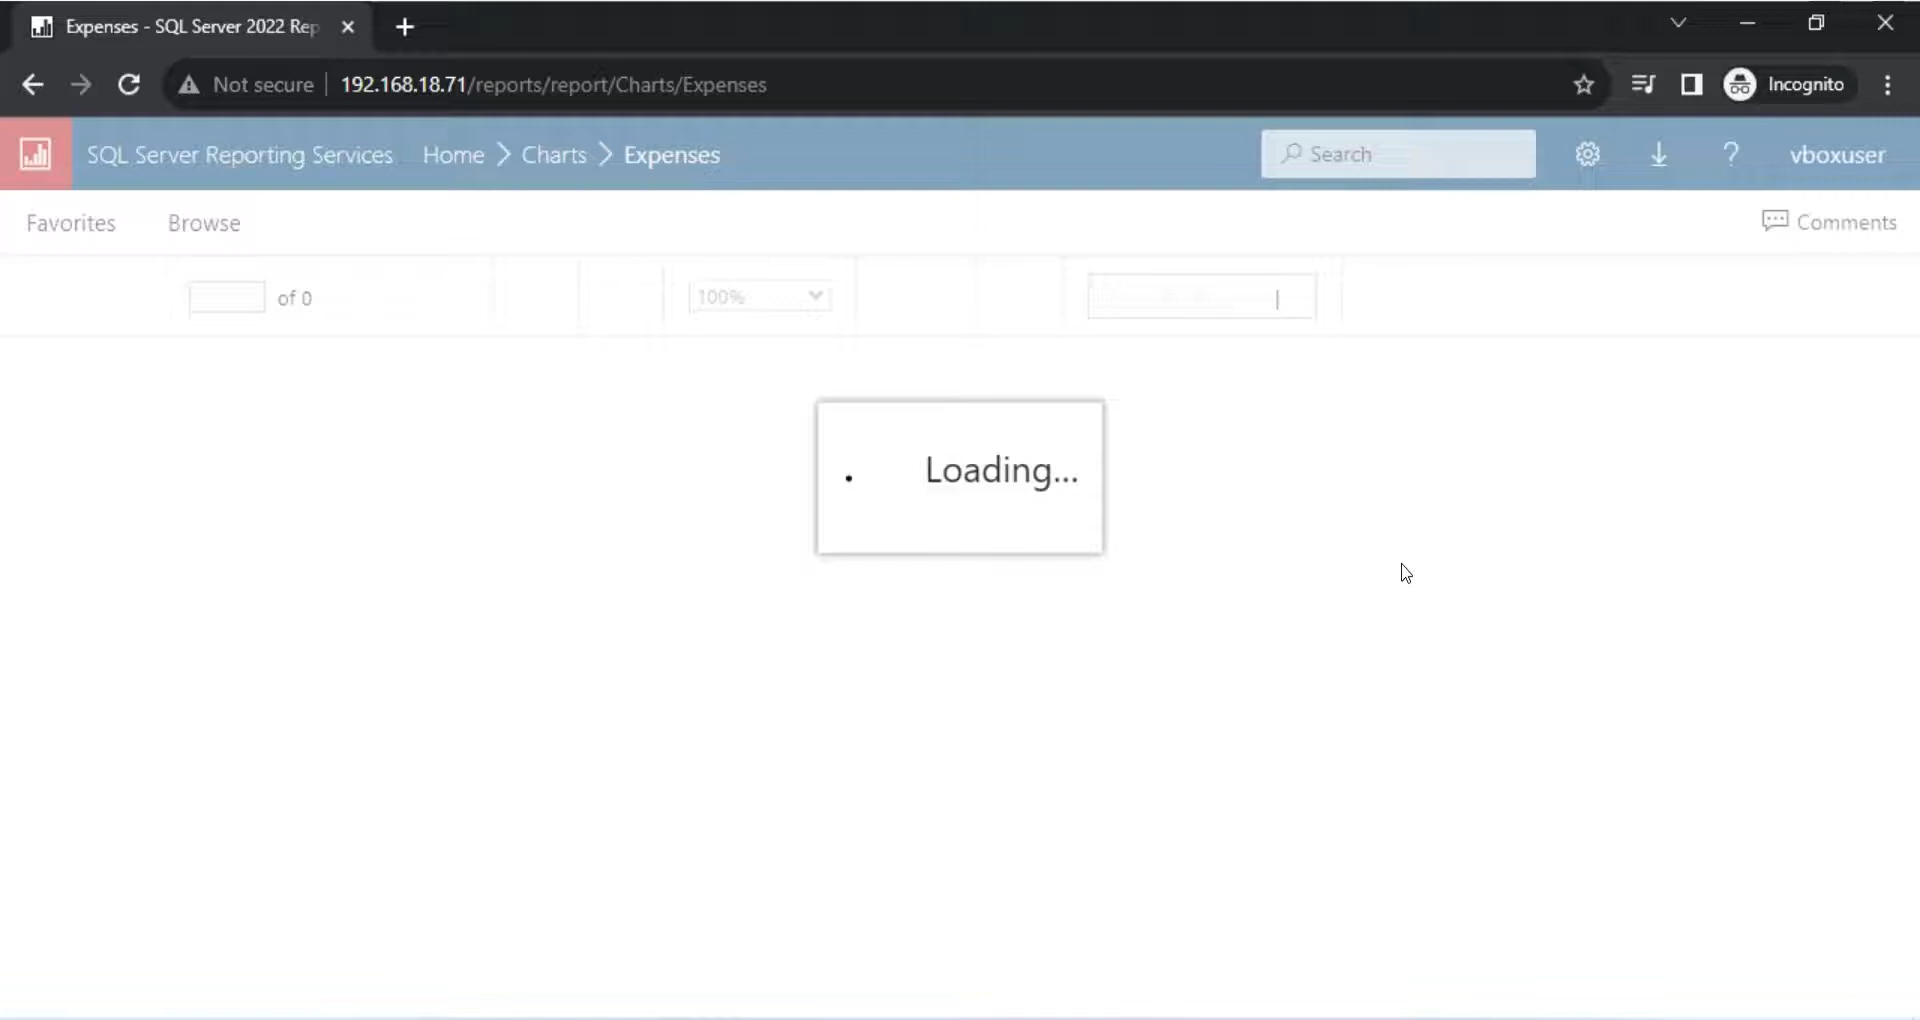 Expenses - SQL Server 2022 Rep
Not secure 192.168.18.71/reports/report/Charts/Expenses Incognito
SQL Server Reporting Services Home Charts Expenses Search ? vboxuser
Favorites Browse Comments
of 0 100%
Loading...